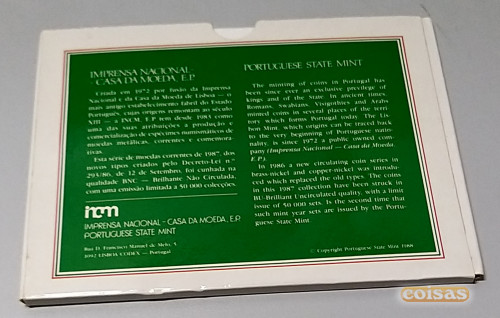 IMPRENSA NACIONAL-
CASA DA MOEDA, E.P.
Criada em 1972 por fusão da Imprensa
Nacional e da Casa da Moeda de Lisboa — o
mais antigo estabelecimento fabril do Estado
Português, cujas origens remontam ao século
XIII — a INCM, E.P. tem desde 1983 como
uma das suas atribuições a produção e
comercialização de espécimes numismáticos de
moedas metálicas, correntes e comemora-
tivas.
Esta série de moedas correntes de 1987, dos
novos tipos criados pelo Decreto-Lei nº
293/86, de 12 de Setembro, foi cunhada na
qualidade BNC — Brilhante Não Circulada,
com uma emissão limitada a 50 000 colecções.
incm
IMPRENSA NACIONAL - CASA DA MOEDA, E.P.
PORTUGUESE STATE MINT
Rua D. Francisco Manuel de Melo, 5
1092 LISBOA CODEX — Portugal
PORTUGUESE STATE MINT
The minting of coins in Portugal has
been since ever an exclusive privilege of
kings and of the State. In ancient times,
Romans, Swabians, Visigothics and Arabs
minted coins in several places of the terri-
tory which forms Portugal today. The Lis-
bon Mint, which origins can be traced back
to the very beginning of Portuguese statio-
nality, is since 1972 a public owned com-
pany (Imprensa Nacional — Casa da Moeda,
E.P.).
In 1986 a new circulating coin series in
brass-nickel and copper-nickel was introdu-
ced which replaced the old types. The coins
in this 1987 collection have been struck in
BU-Brilliant Uncirculated quality, with a limit
issue of 50 000 sets. Is the second time that
such mint year sets are issued by the Portu-
guese State Mint.
© Copyright Portuguese State Mint 1988
coisas